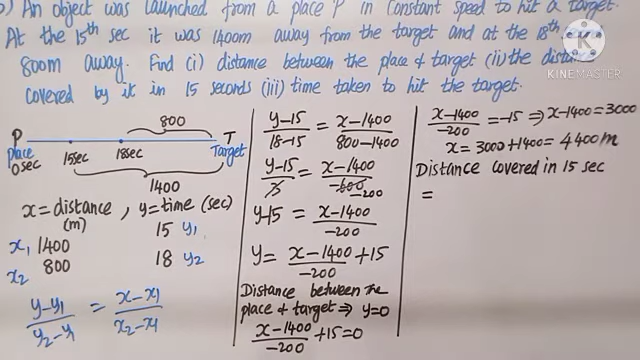 An object was launched from a place P in constant speed to hit a target.
At the 15th sec it was 1400m away from the target and at the 18th sec
800m away. Find (i) distance between the place & target (ii) the
covered by it in 15 seconds (iii) time taken to hit the target.
KINEMASTER
800
P T
Place Target
0sec 15sec 18sec
1400
x = distance , y = time (sec)
(m)
x1 1400 15 y1
x2 800 18 y2
y-y1/y2-y1 = x-x1/x2-x1
y-15/18-15 = x-1400/800-1400
y-15/3 = x-1400/-600 -200
y-15 = x-1400/-200
y = x-1400/-200 + 15
Distance between the
place & target ⇒ y=0
x-1400/-200 + 15 = 0
x-1400/-200 = -15 ⇒ x-1400 = 3000
x = 3000 + 1400 = 4400m
Distance covered in 15 sec
=